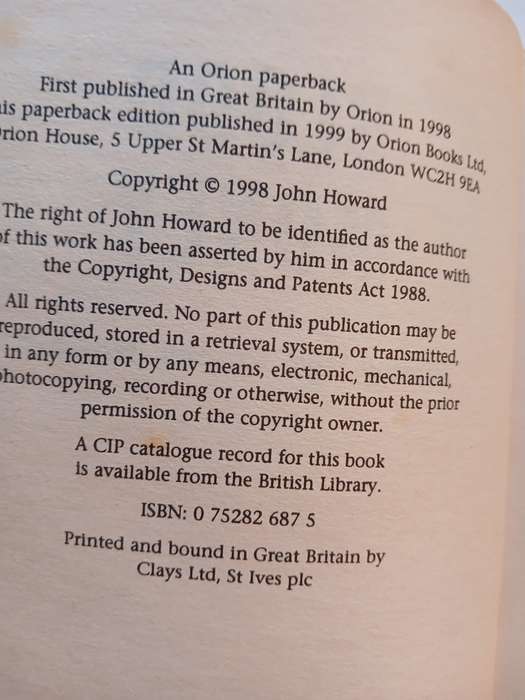 An Orion paperback
First published in Great Britain by Orion in 1998
is paperback edition published in 1999 by Orion Books Ltd,
Orion House, 5 Upper St Martin's Lane, London WC2H 9EA
Copyright © 1998 John Howard
The right of John Howard to be identified as the author
of this work has been asserted by him in accordance with
the Copyright, Designs and Patents Act 1988.
All rights reserved. No part of this publication may be
reproduced, stored in a retrieval system, or transmitted,
in any form or by any means, electronic, mechanical,
photocopying, recording or otherwise, without the prior
permission of the copyright owner.
A CIP catalogue record for this book
is available from the British Library.
ISBN: 0 75282 687 5
Printed and bound in Great Britain by
Clays Ltd, St Ives plc